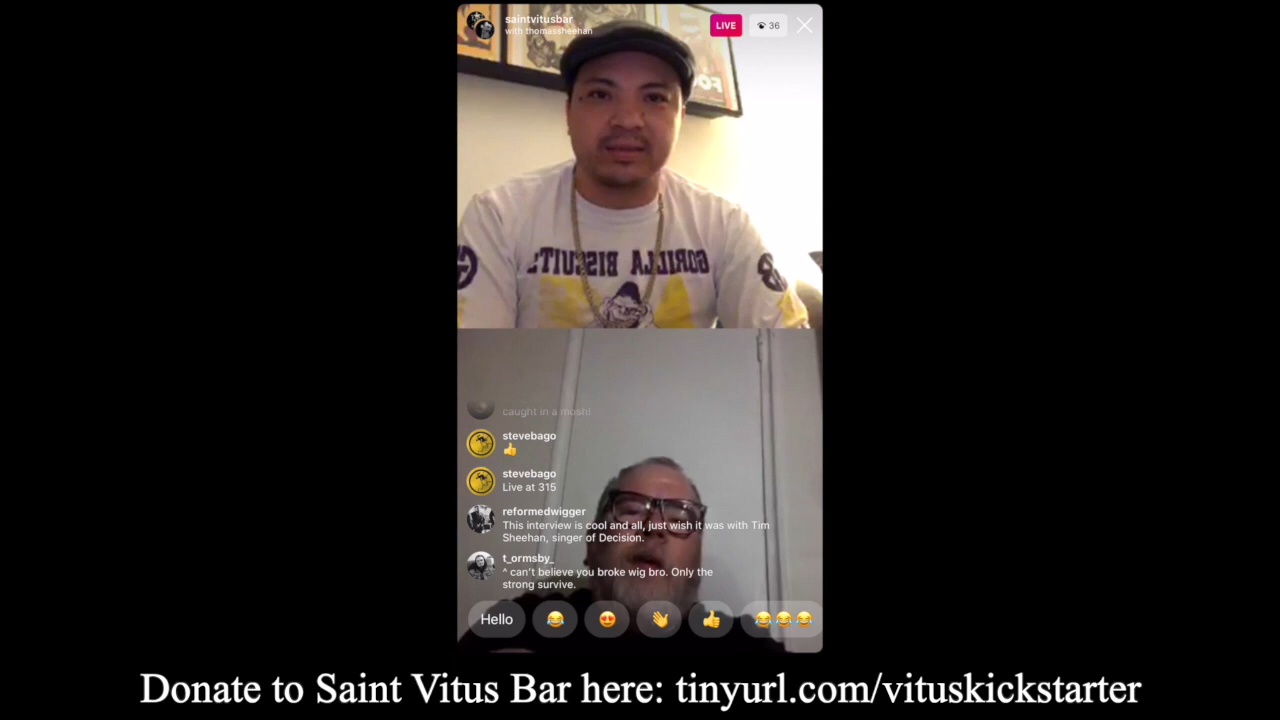 saintvitusbar
with thomassheehan
LIVE
36
GORILLA BISCUITS
caught in a mosh!
stevebago
👍
stevebago
Live at 315
reformedwigger
This interview is cool and all, just wish it was with Tim
Sheehan, singer of Decision.
t_ormsby_
^ can't believe you broke wig bro. Only the
strong survive.
Hello
😂
😍
👋
👍
😂😂😂
Donate to Saint Vitus Bar here: tinyurl.com/vituskickstarter